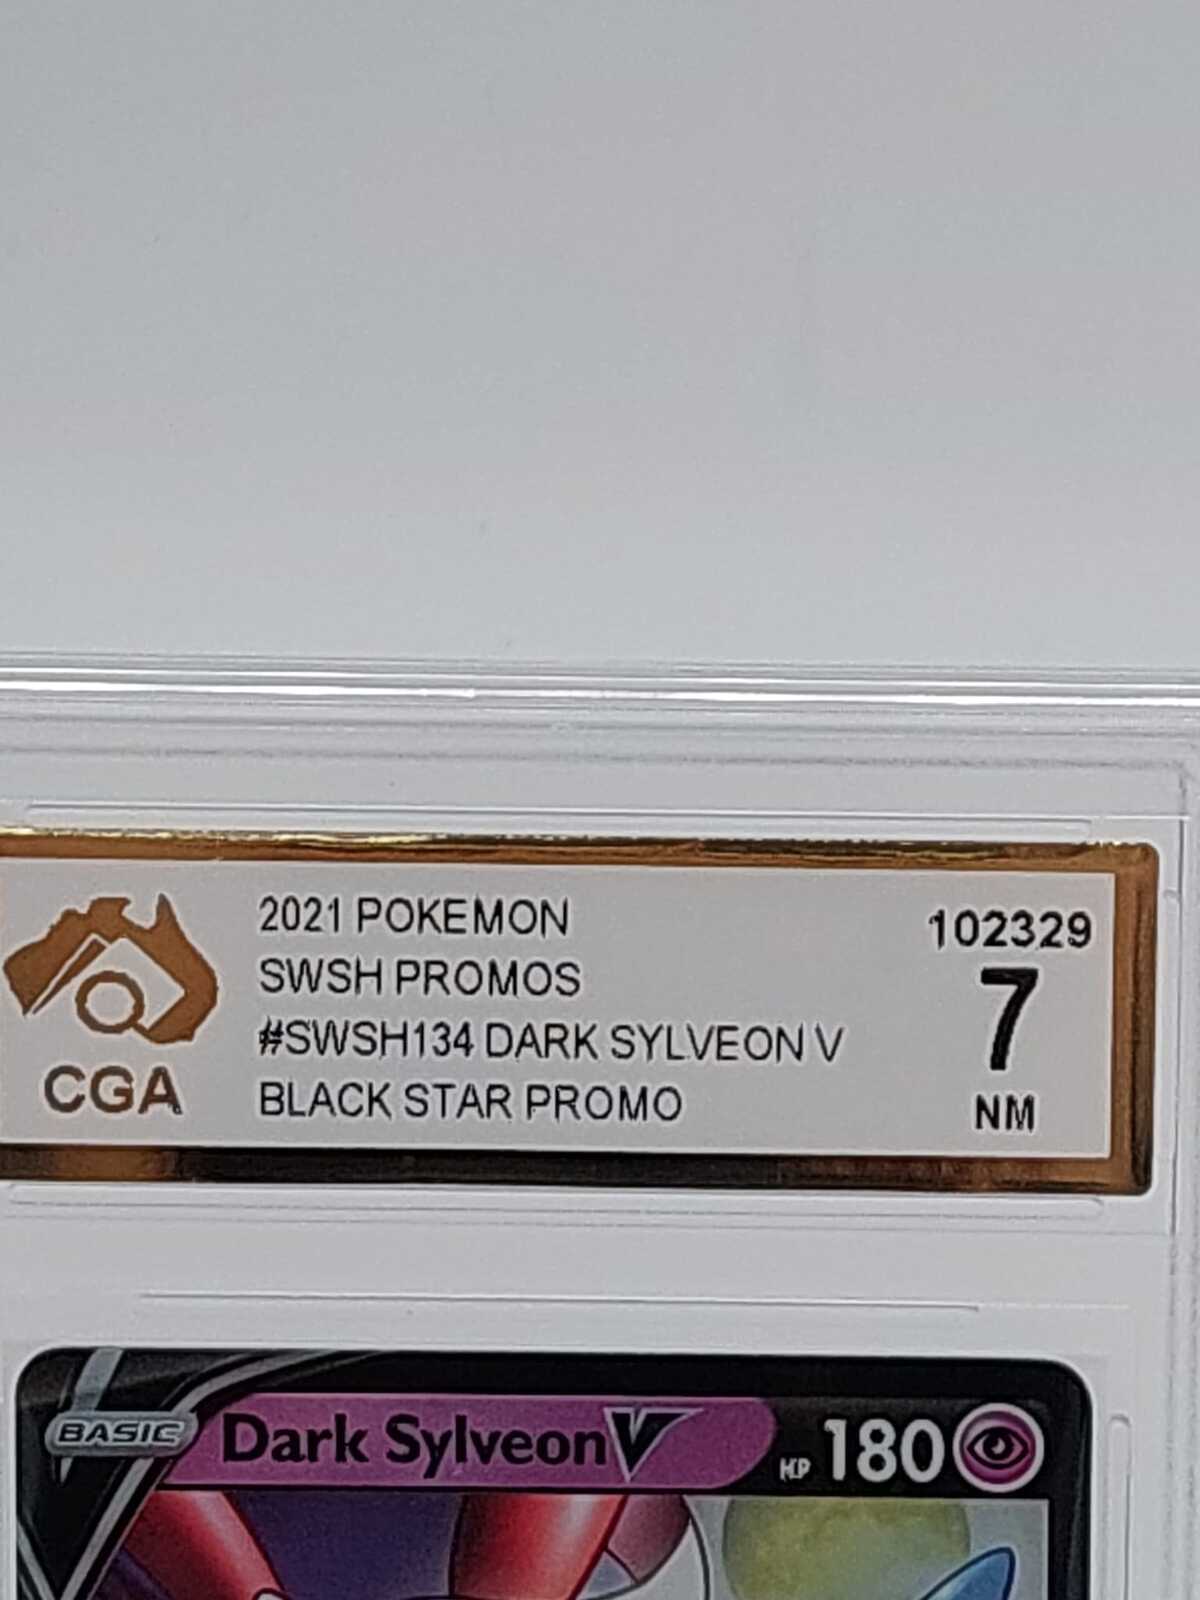 2021 POKEMON
SWSH PROMOS
#SWSH134 DARK SYLVEON V
BLACK STAR PROMO
CGA
102329
7
NM
BASIC Dark Sylveon V HP 180